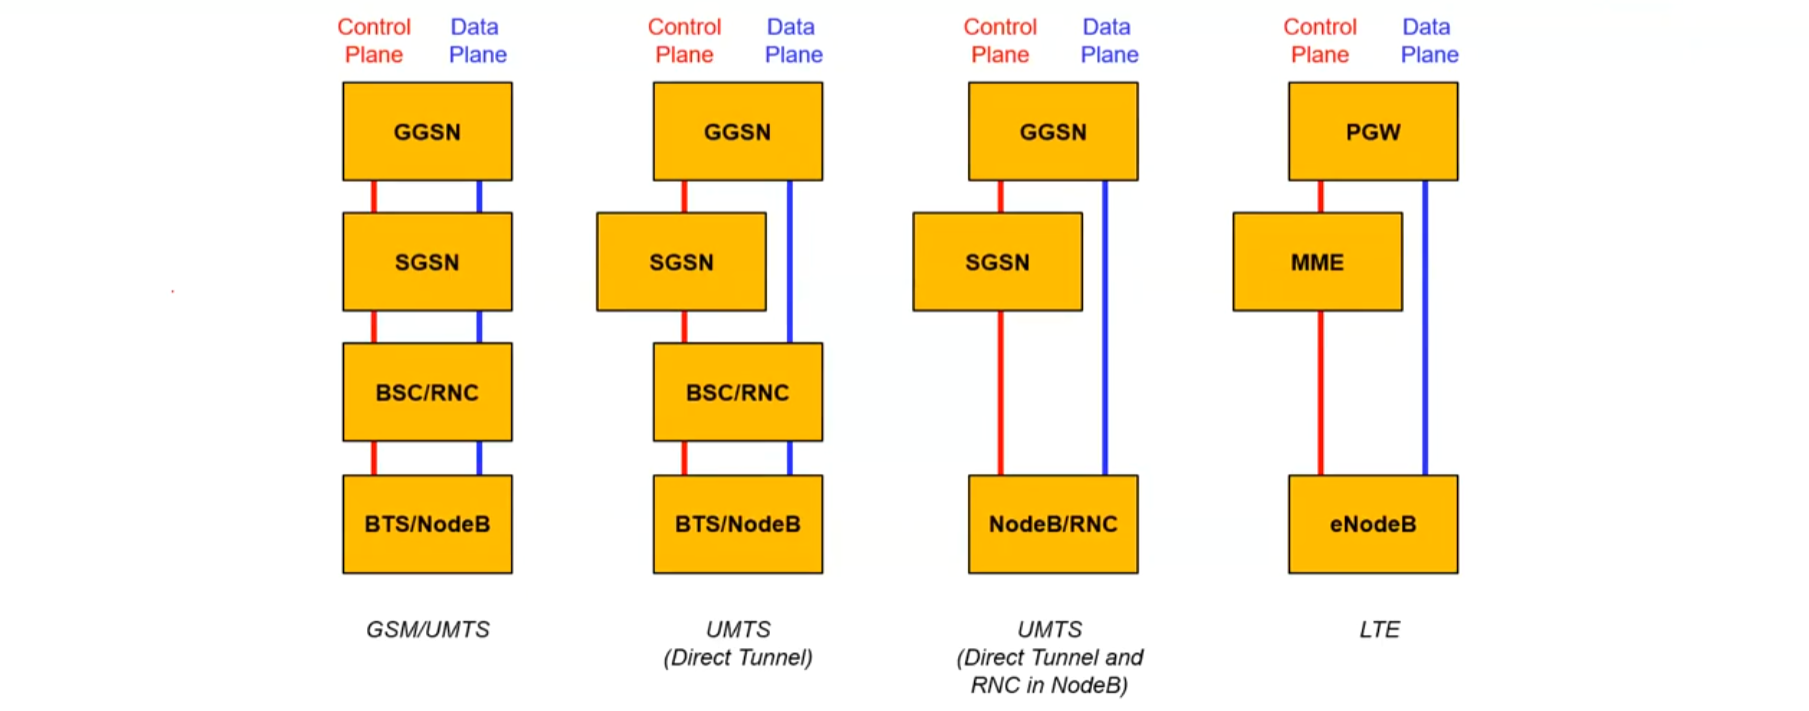 Control Plane
Data Plane
GGSN
SGSN
BSC/RNC
BTS/NodeB
GSM/UMTS
Control Plane
Data Plane
GGSN
SGSN
BSC/RNC
BTS/NodeB
UMTS
(Direct Tunnel)
Control Plane
Data Plane
GGSN
SGSN
NodeB/RNC
UMTS
(Direct Tunnel and
RNC in NodeB)
Control Plane
Data Plane
PGW
MME
eNodeB
LTE